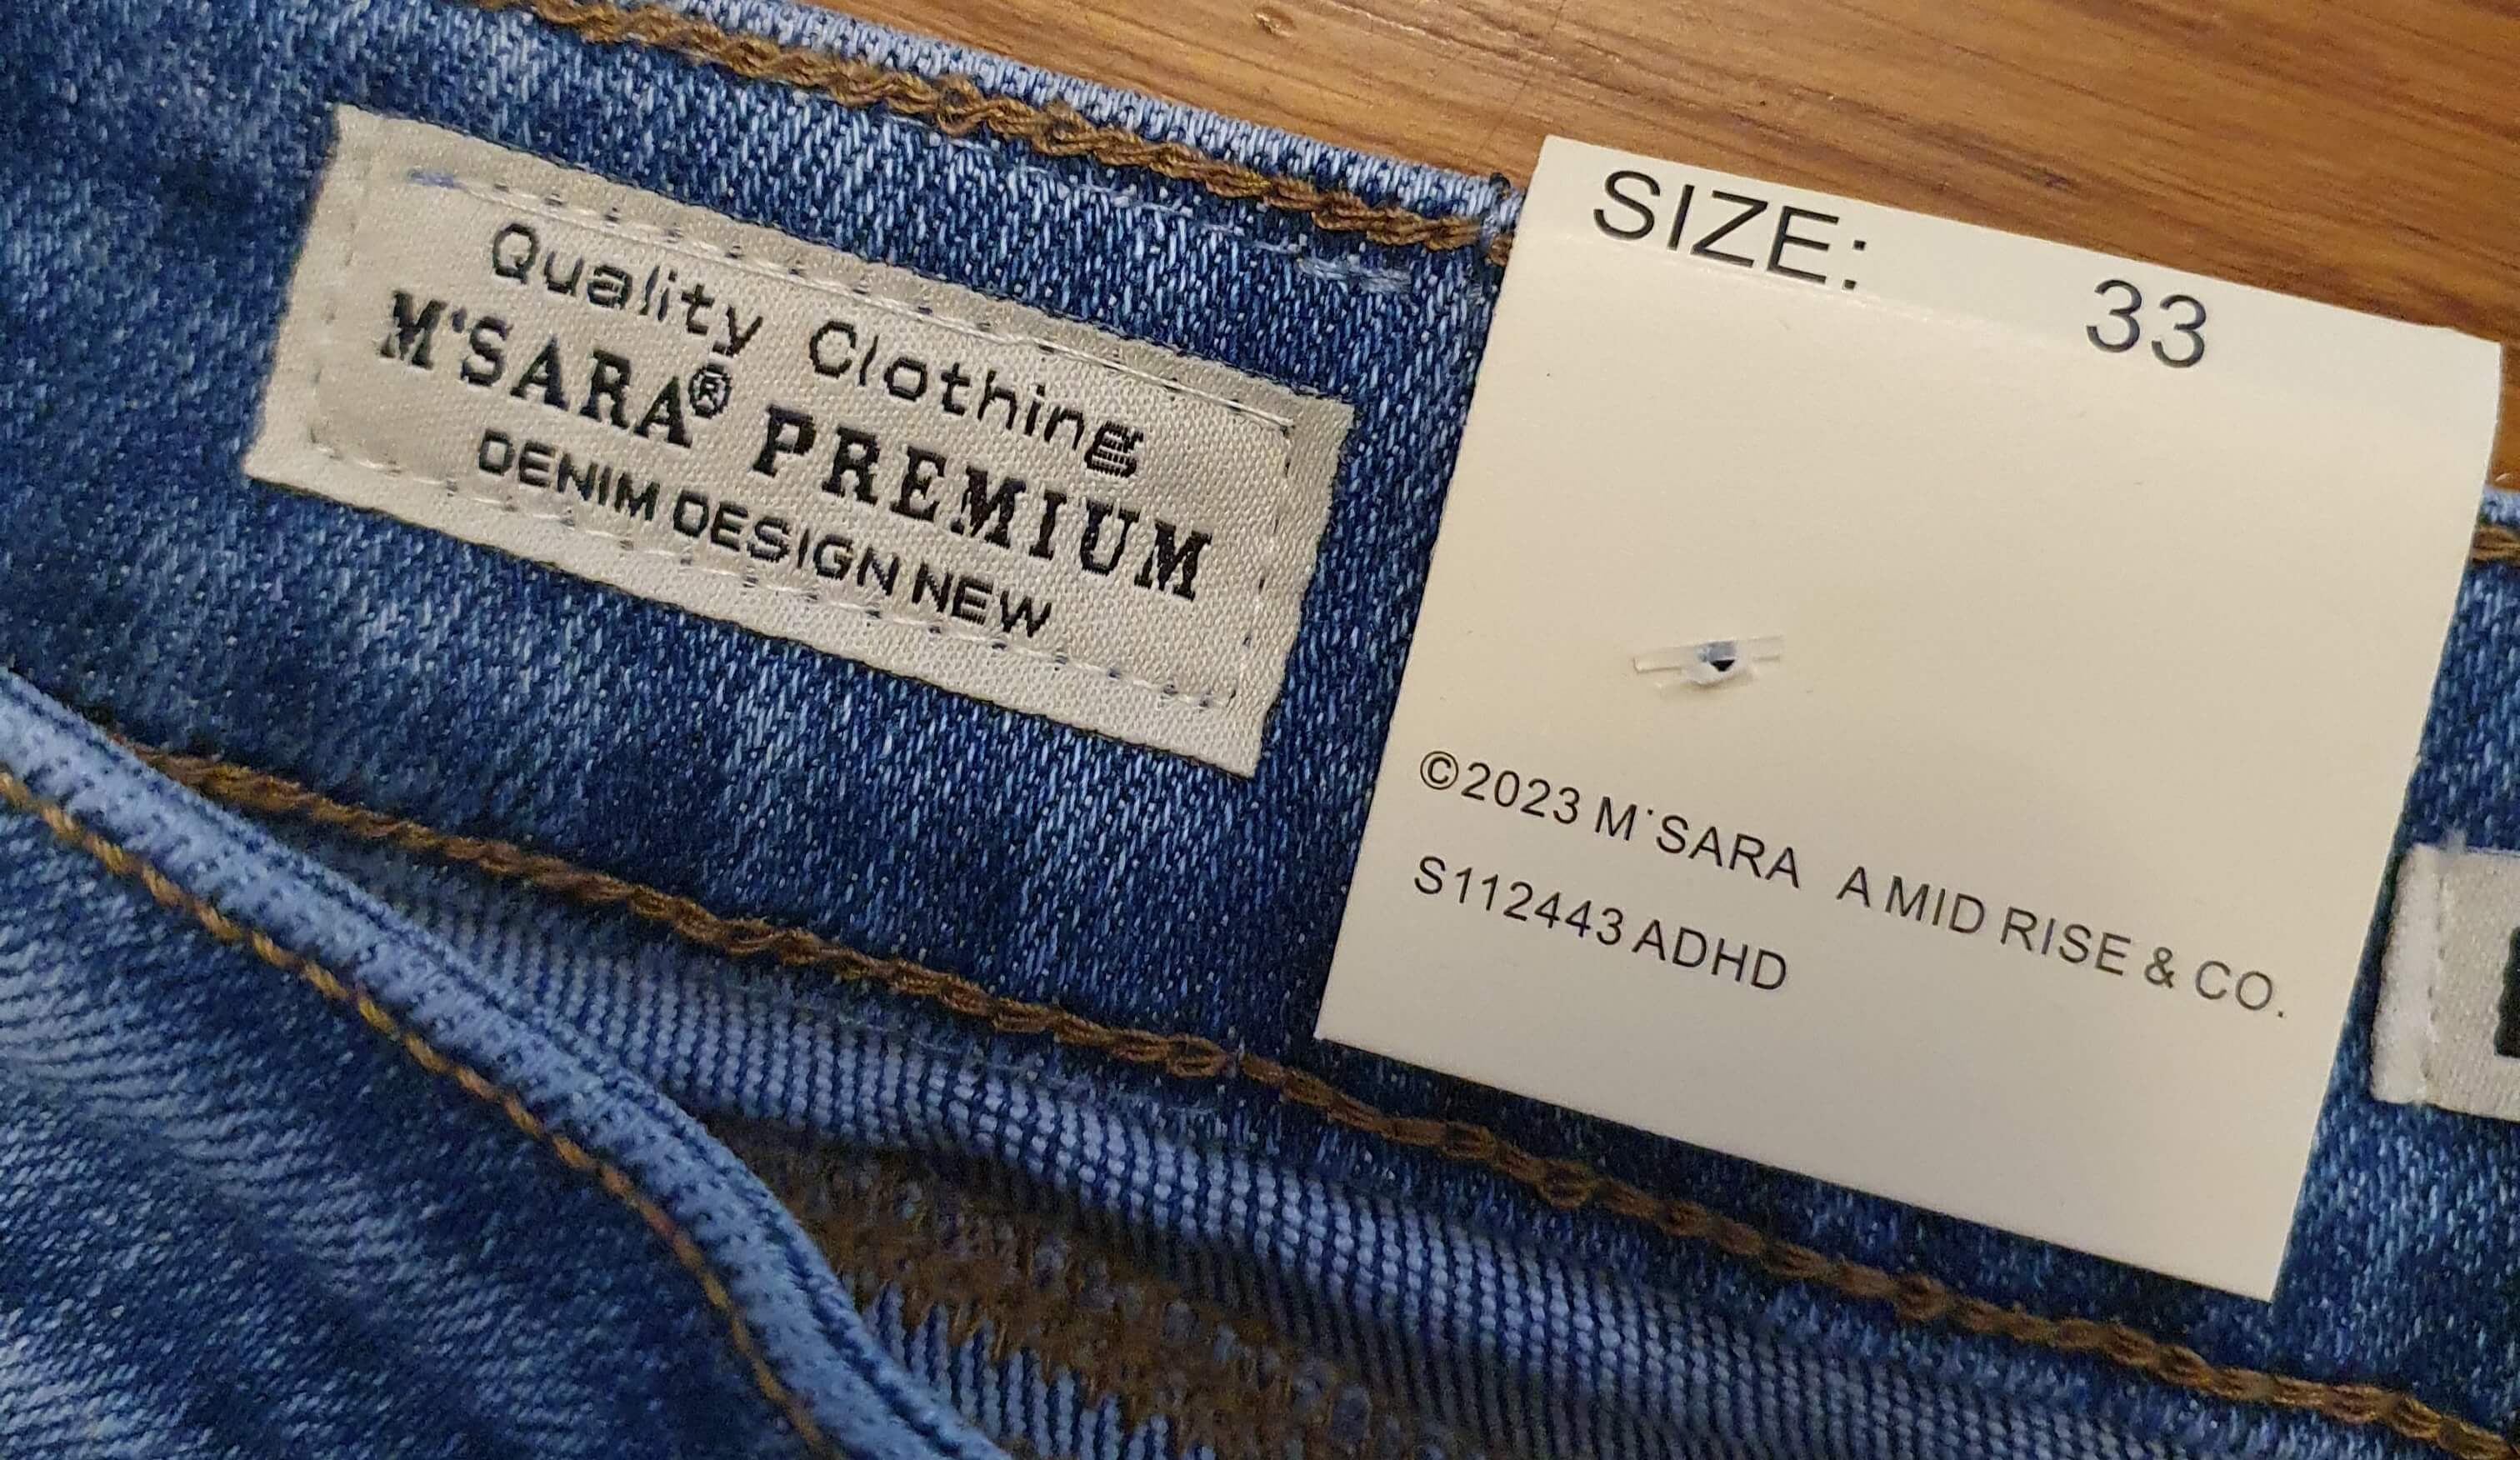 Quality Clothing
M'SARA® PREMIUM
DENIM DESIGN NEW
SIZE: 33
©2023 M'SARA A MID RISE & CO.
S112443 ADHD